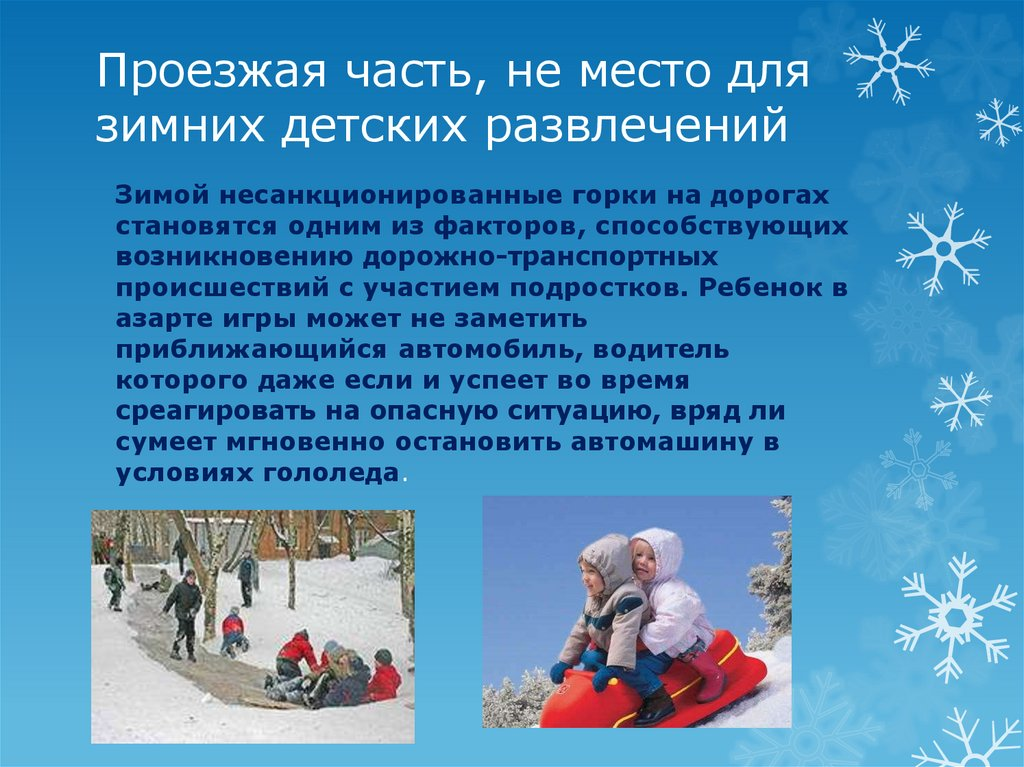 Проезжая часть, не место для
зимних детских развлечений
Зимой несанкционированные горки на дорогах
становятся одним из факторов, способствующих
возникновению дорожно-транспортных
происшествий с участием подростков. Ребенок в
азарте игры может не заметить
приближающийся автомобиль, водитель
которого даже если и успеет во время
среагировать на опасную ситуацию, вряд ли
сумеет мгновенно остановить автомашину в
условиях гололеда.